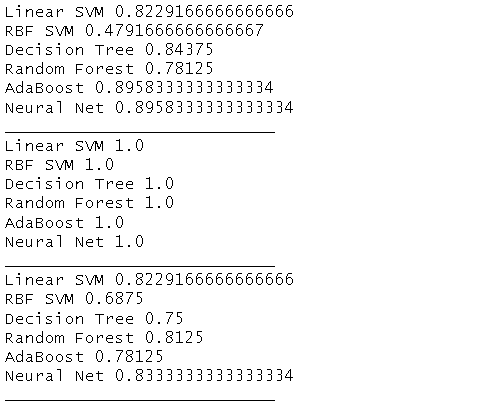 Linear SVM 0.8229166666666666
RBF SVM 0.4791666666666667
Decision Tree 0.84375
Random Forest 0.78125
AdaBoost 0.8958333333333334
Neural Net 0.8958333333333334
___________________________
Linear SVM 1.0
RBF SVM 1.0
Decision Tree 1.0
Random Forest 1.0
AdaBoost 1.0
Neural Net 1.0
___________________________
Linear SVM 0.8229166666666666
RBF SVM 0.6875
Decision Tree 0.75
Random Forest 0.8125
AdaBoost 0.78125
Neural Net 0.8333333333333334
___________________________